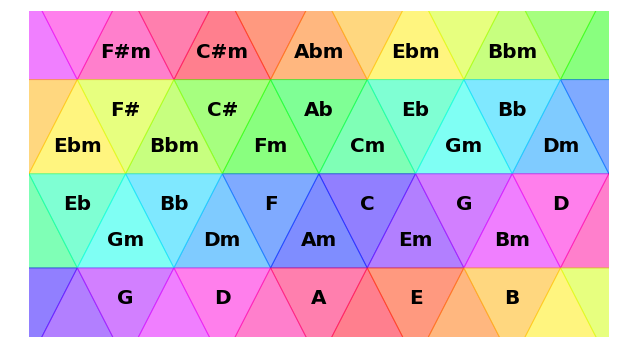 F#m C#m Abm Ebm Bbm
F# C# Ab Eb Bb
Ebm Bbm Fm Cm Gm Dm
Eb Bb F C G D
Gm Dm Am Em Bm
G D A E B